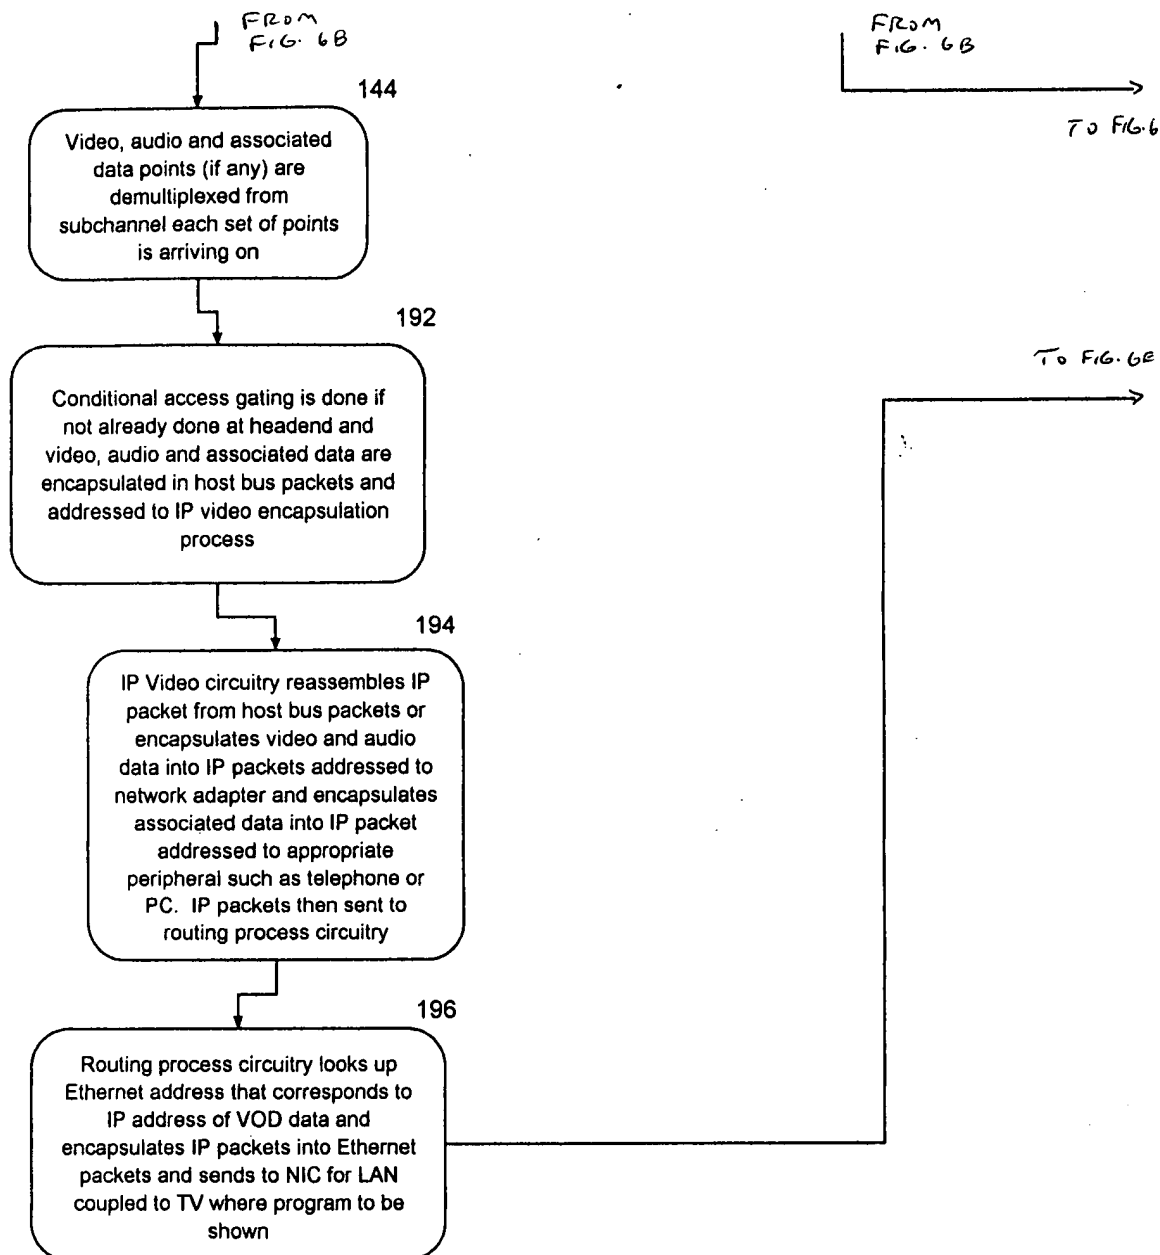 FROM
FIG. 6B
FROM
FIG. 6B
144
TO FIG. 6
Video, audio and associated
data points (if any) are
demultiplexed from
subchannel each set of points
is arriving on
192
TO FIG. 6E
Conditional access gating is done if
not already done at headend and
video, audio and associated data are
encapsulated in host bus packets and
addressed to IP video encapsulation
process
194
IP Video circuitry reassembles IP
packet from host bus packets or
encapsulates video and audio
data into IP packets addressed to
network adapter and encapsulates
associated data into IP packet
addressed to appropriate
peripheral such as telephone or
PC. IP packets then sent to
routing process circuitry
196
Routing process circuitry looks up
Ethernet address that corresponds to
IP address of VOD data and
encapsulates IP packets into Ethernet
packets and sends to NIC for LAN
coupled to TV where program to be
shown